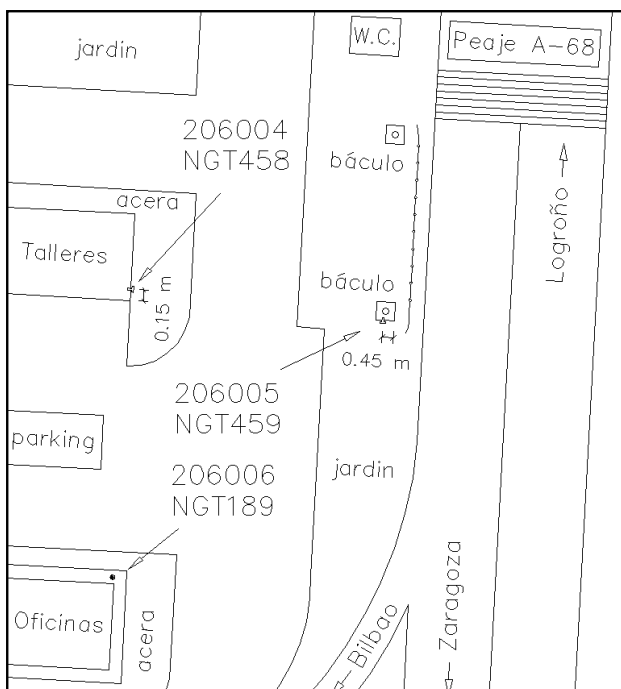 jardin
W.C.
Peaje A-68
206004
NGT458
báculo
acera
Logroño
Talleres
báculo
0.15 m
0.45 m
206005
NGT459
parking
206006
NGT189
jardin
Zaragoza
Oficinas
acera
Bilbao